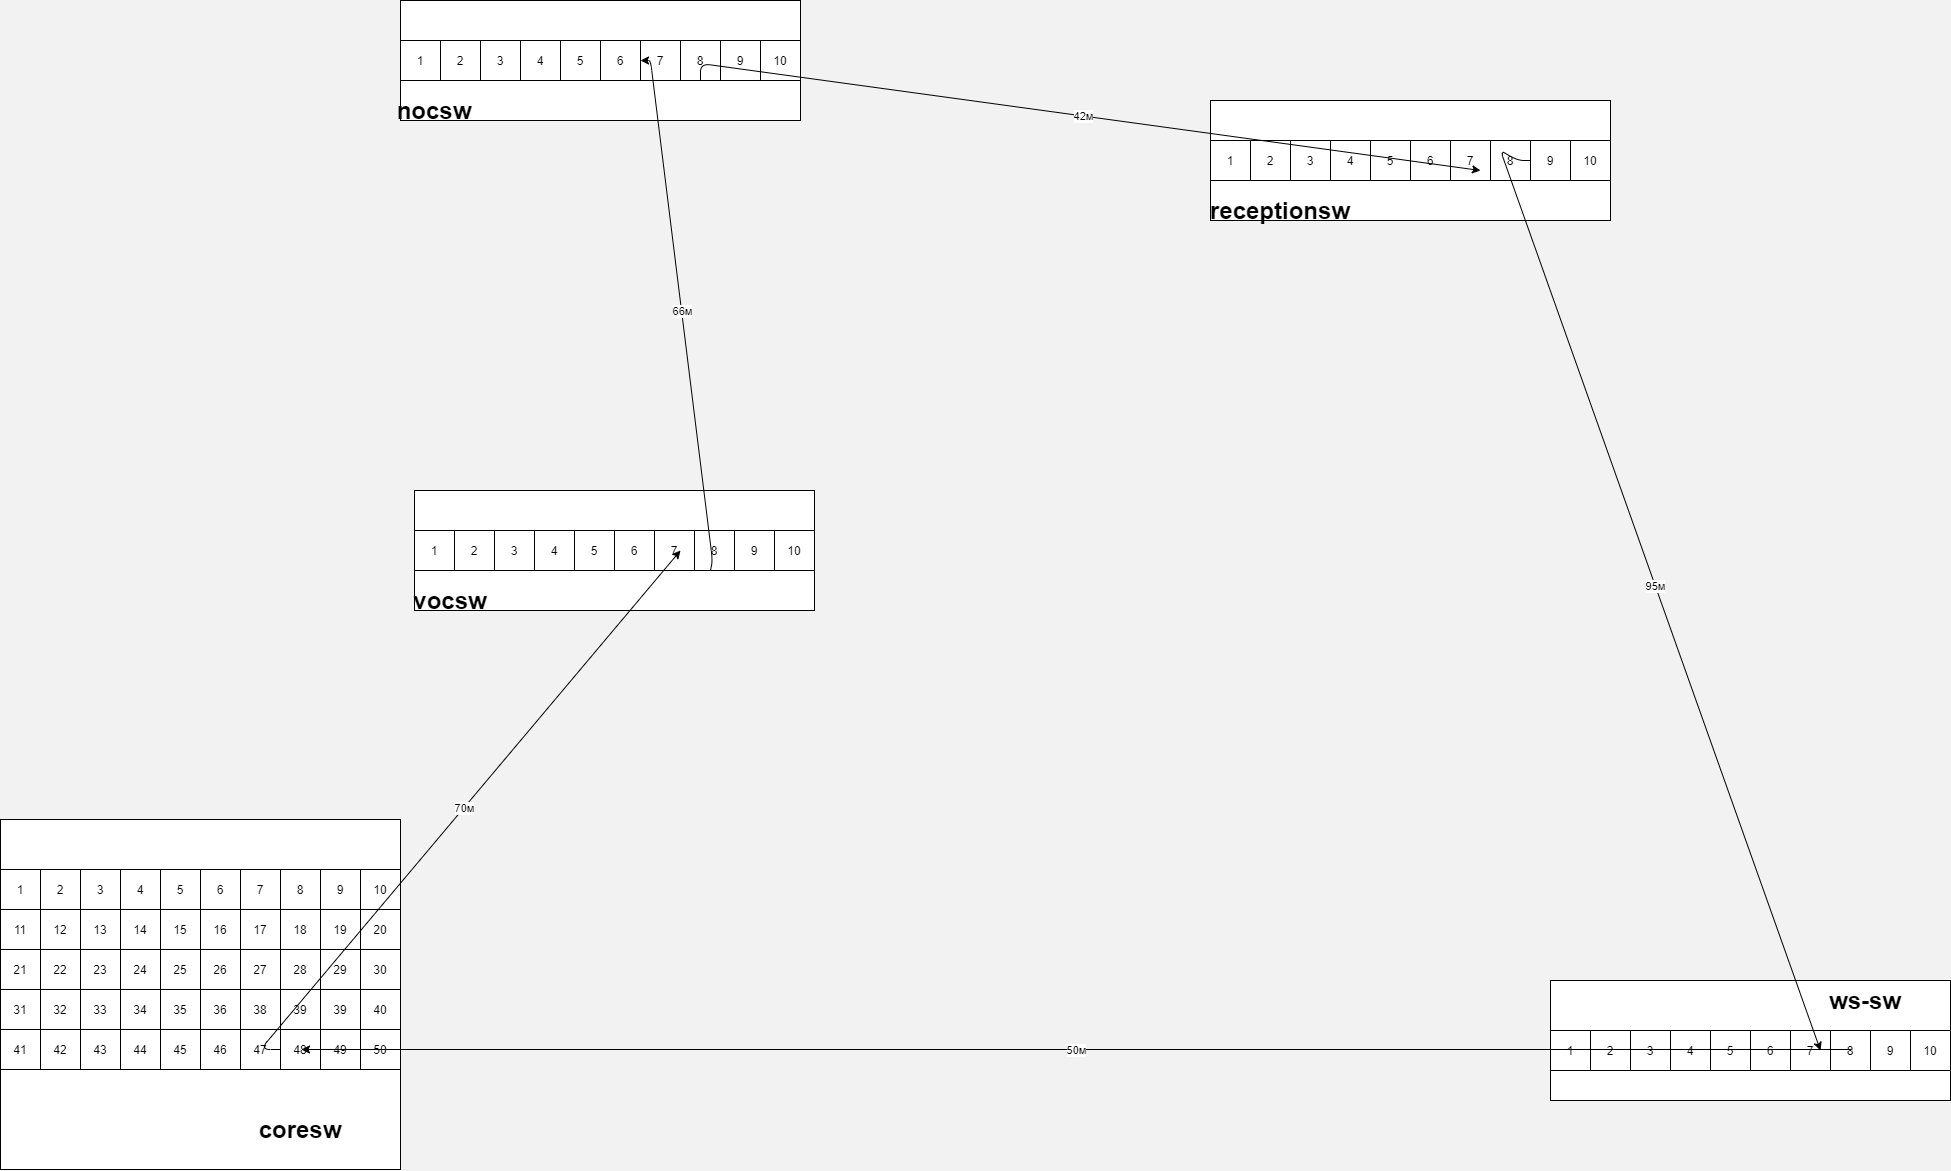 1 2 3 4 5 6 7 8 9 10
nocsw
42м
1 2 3 4 5 6 7 8 9 10
receptionsw
66м
1 2 3 4 5 6 7 8 9 10
vocsw
95м
70м
1 2 3 4 5 6 7 8 9 10
11 12 13 14 15 16 17 18 19 20
21 22 23 24 25 26 27 28 29 30
31 32 33 34 35 36 38 39 39 40
41 42 43 44 45 46 47 48 49 50
coresw
50м
ws-sw
1 2 3 4 5 6 7 8 9 10